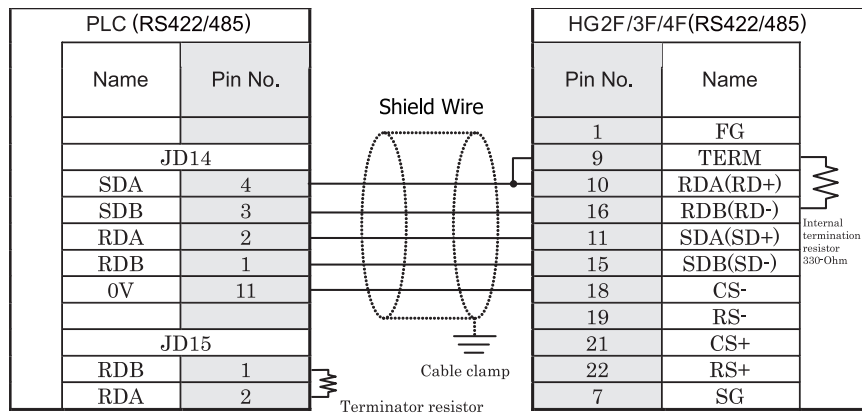 PLC (RS422/485)
Name Pin No.
JD14
SDA 4
SDB 3
RDA 2
RDB 1
0V 11
JD15
RDB 1
RDA 2
Shield Wire
Cable clamp
Terminator resistor
HG2F/3F/4F(RS422/485)
Pin No. Name
1 FG
9 TERM
10 RDA(RD+)
16 RDB(RD-)
11 SDA(SD+)
15 SDB(SD-)
18 CS-
19 RS-
21 CS+
22 RS+
7 SG
Internal
termination
resistor
330-Ohm